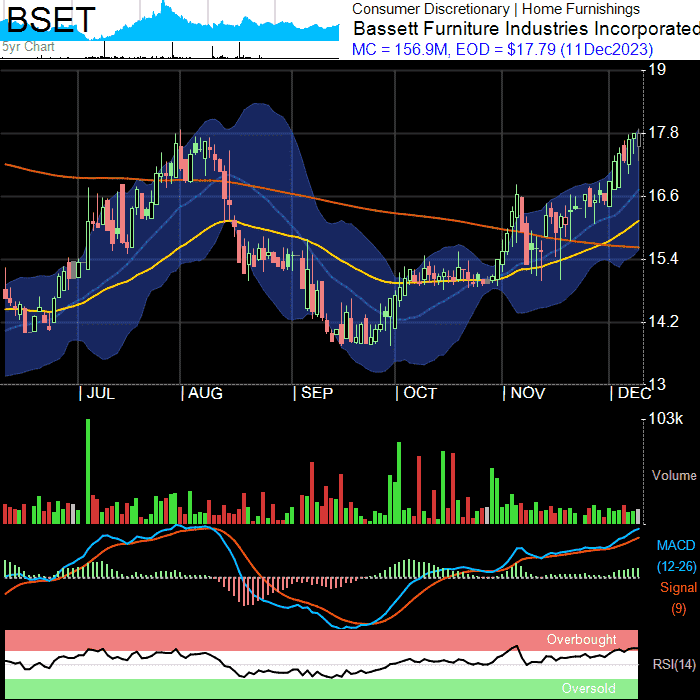 BSET
5yr Chart
Consumer Discretionary | Home Furnishings
Bassett Furniture Industries Incorporated
MC = 156.9M, EOD = $17.79 (11Dec2023)
19
17.8
16.6
15.4
14.2
13
JUL AUG SEP OCT NOV DEC
103k
Volume
MACD
(12-26)
Signal
(9)
Overbought
RSI(14)
Oversold